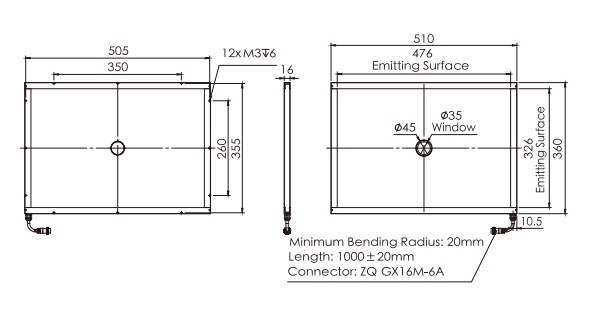 505
350
12x M3↧6
16
260
355
510
476
Emitting Surface
Ø35
Window
Ø45
326
Emitting Surface
360
10.5
Minimum Bending Radius: 20mm
Length: 1000±20mm
Connector: ZQ GX16M-6A